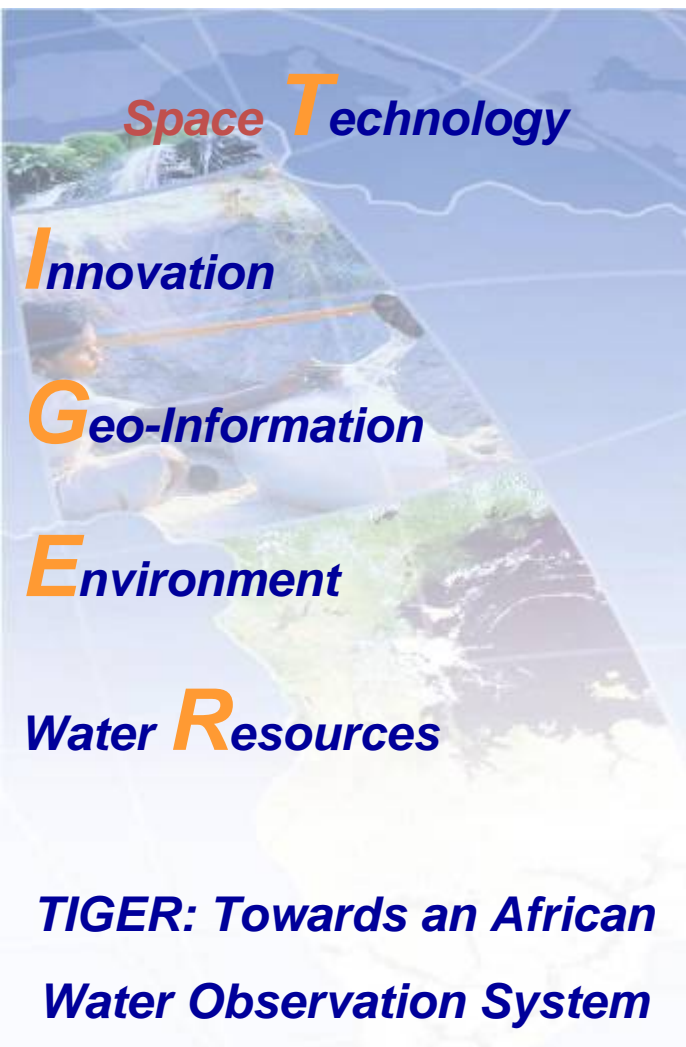 Space Technology
Innovation
Geo-Information
Environment
Water Resources
TIGER: Towards an African
Water Observation System